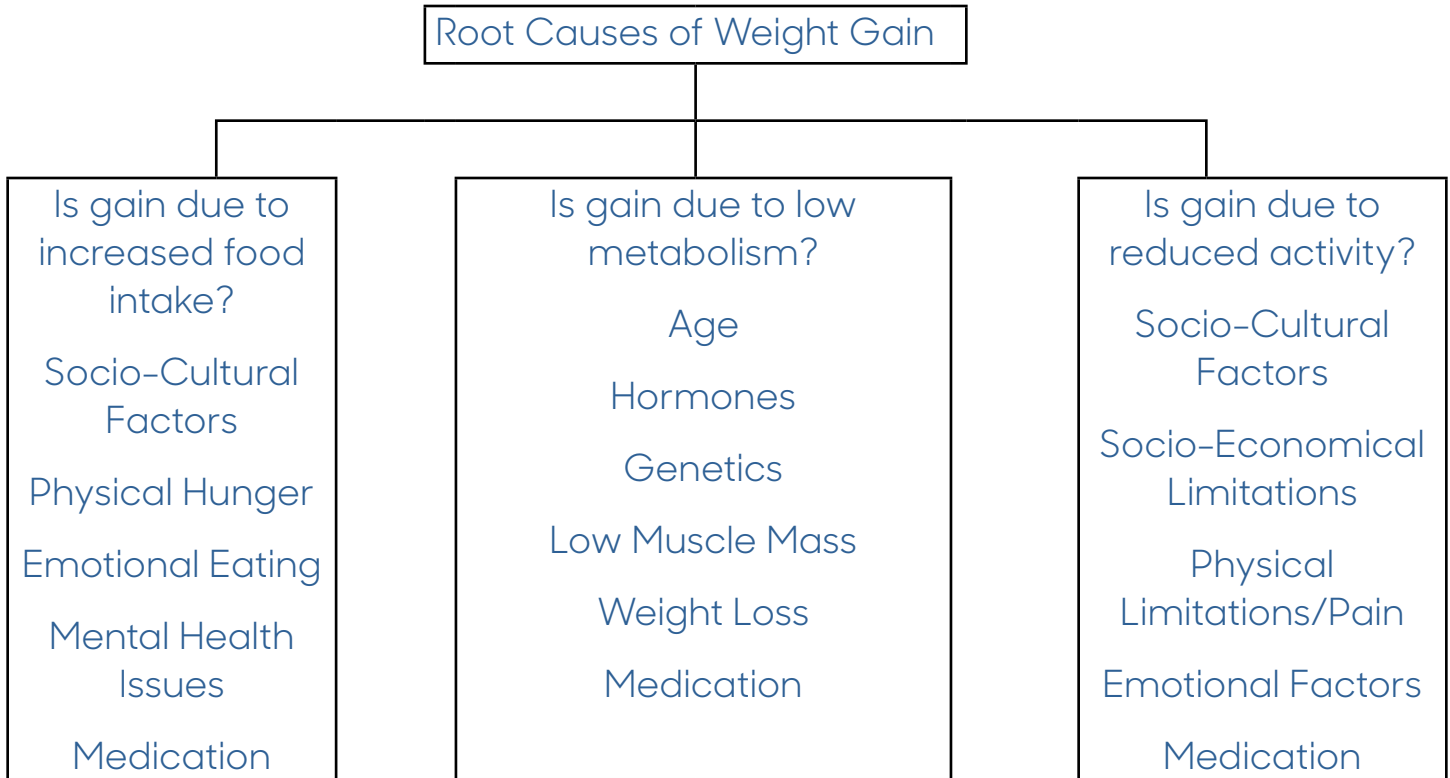 Root Causes of Weight Gain
Is gain due to
increased food
intake?
Socio-Cultural
Factors
Physical Hunger
Emotional Eating
Mental Health
Issues
Medication
Is gain due to low
metabolism?
Age
Hormones
Genetics
Low Muscle Mass
Weight Loss
Medication
Is gain due to
reduced activity?
Socio-Cultural
Factors
Socio-Economical
Limitations
Physical
Limitations/Pain
Emotional Factors
Medication